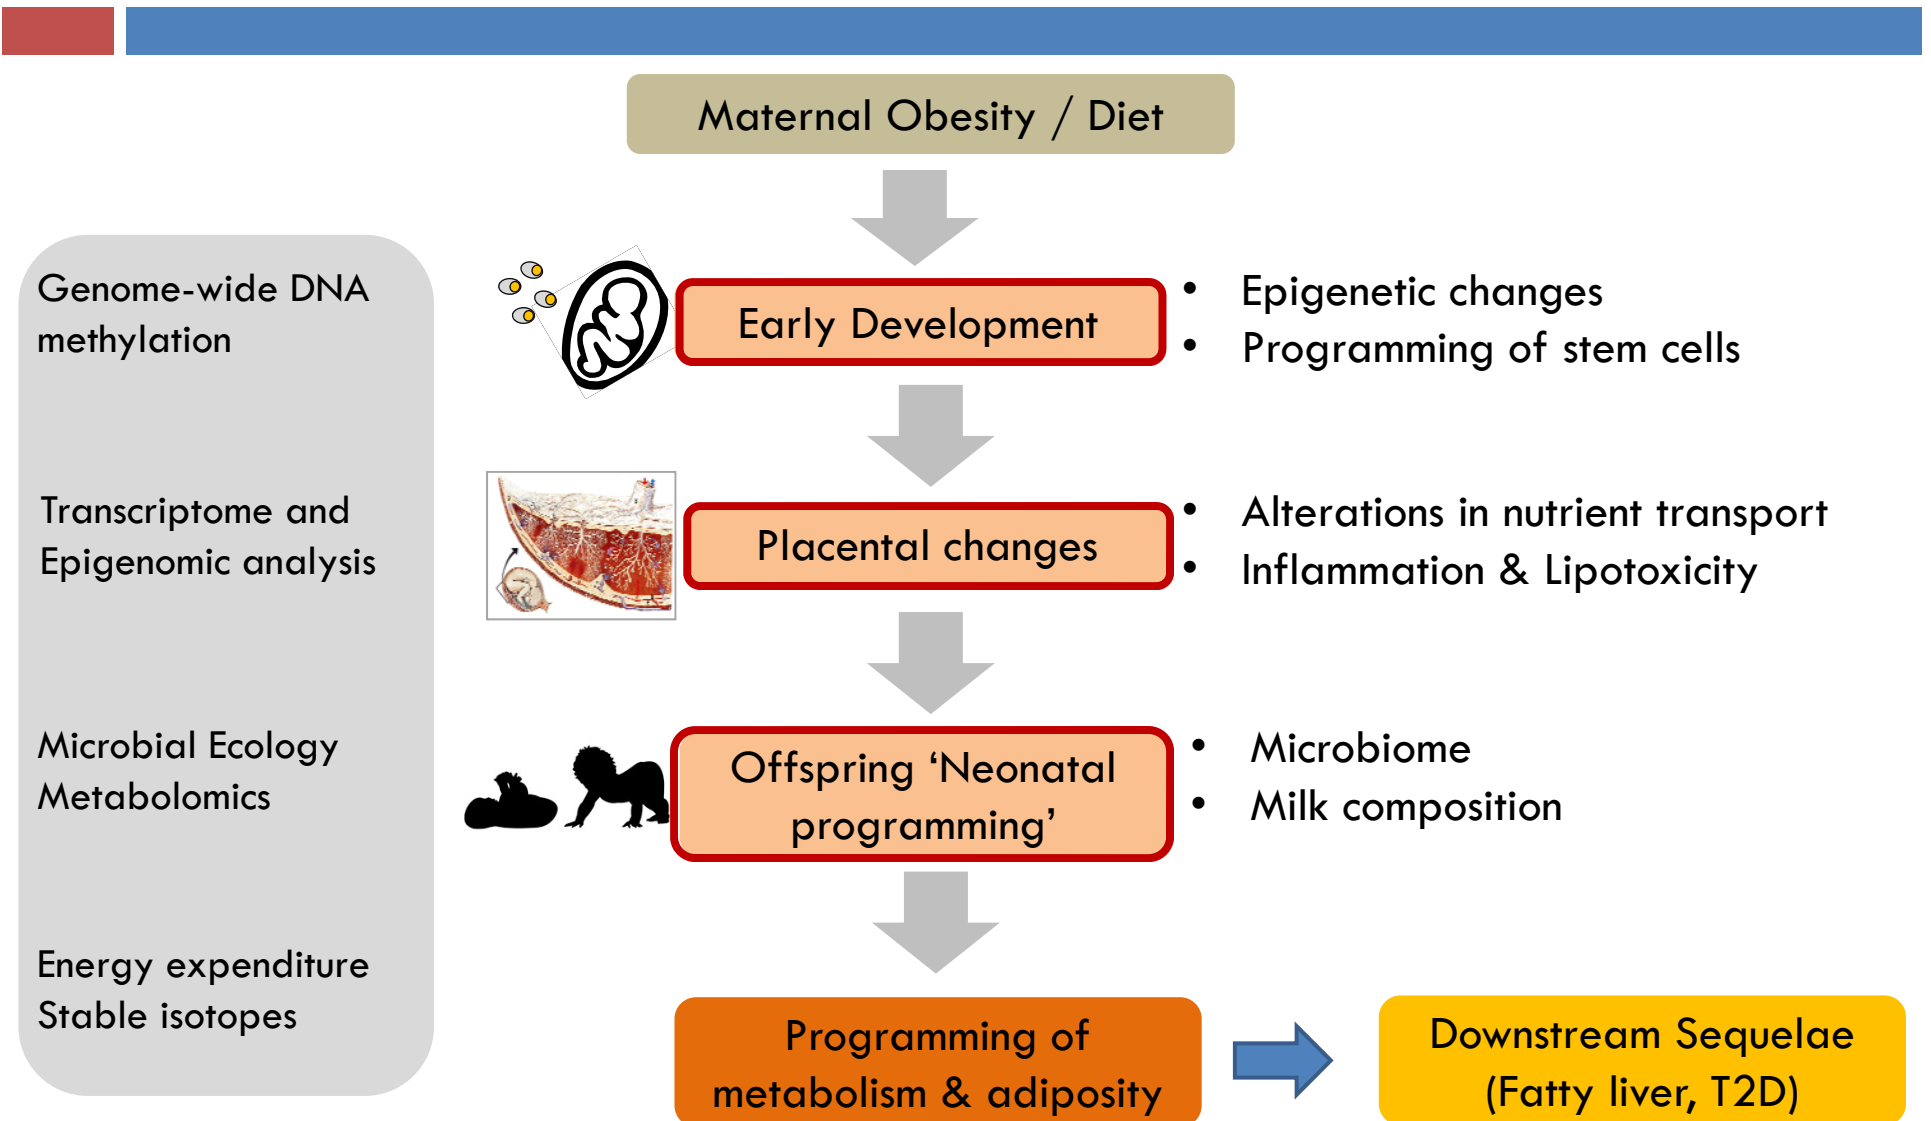 Maternal Obesity / Diet
Genome-wide DNA
methylation
Early Development
• Epigenetic changes
• Programming of stem cells
Transcriptome and
Epigenomic analysis
Placental changes
• Alterations in nutrient transport
• Inflammation & Lipotoxicity
Microbial Ecology
Metabolomics
Offspring ‘Neonatal
programming’
• Microbiome
• Milk composition
Energy expenditure
Stable isotopes
Programming of
metabolism & adiposity
Downstream Sequelae
(Fatty liver, T2D)